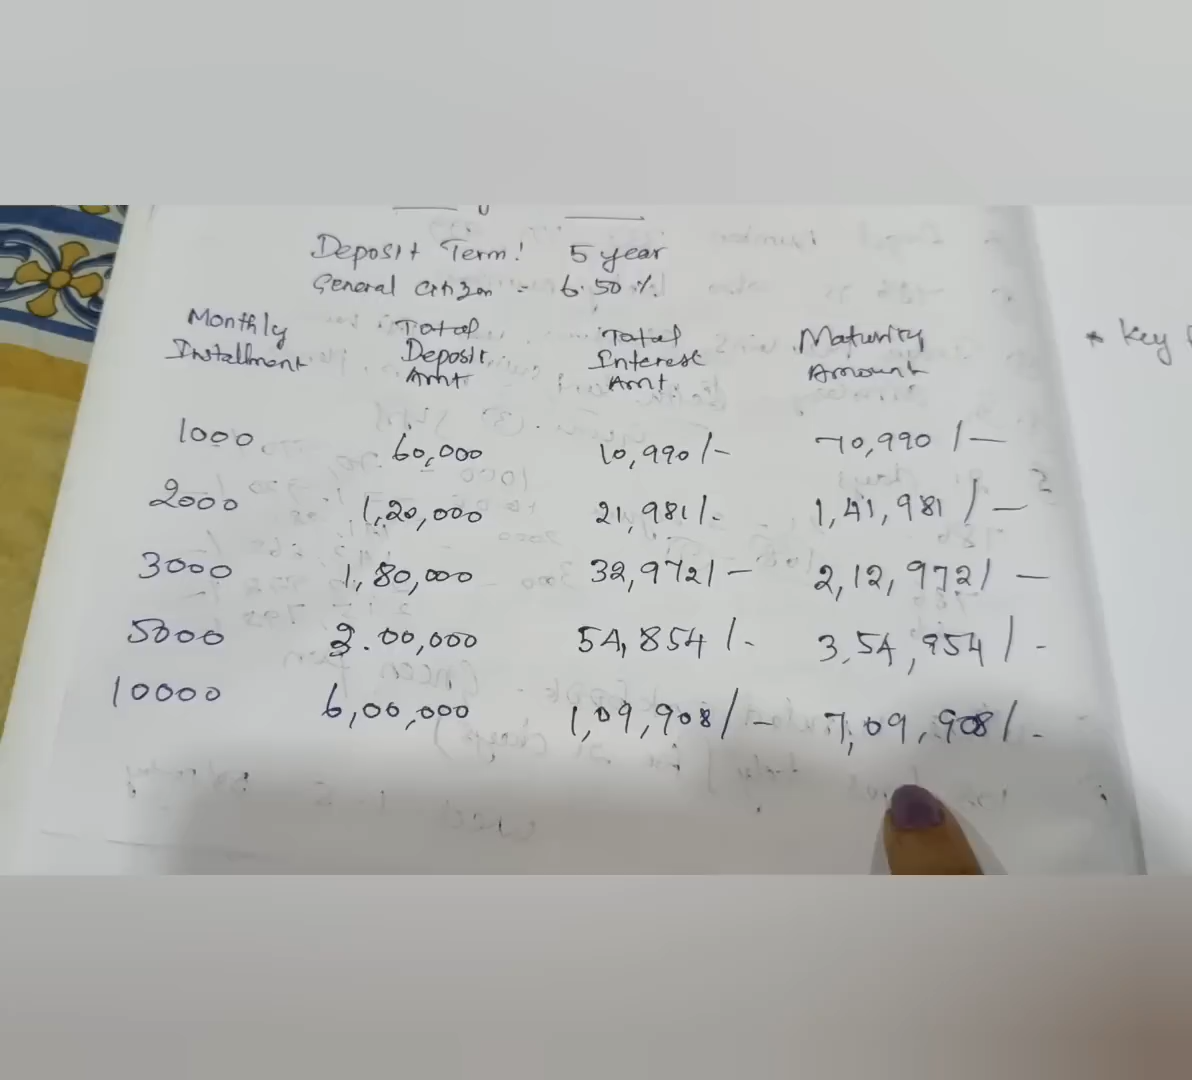 Deposit Term! 5 year
General citizen - 6.50 %.
Monthly Installment Total Deposit Amt Total Interest Amt Maturity Amount
* Key
1000 60,000 10,990/- 70,990/-
2000 1,20,000 21,981/- 1,41,981/-
3000 1,80,000 32,972/- 2,12,972/-
5000 3.00,000 54,854/- 3,54,954/-
10000 6,00,000 1,09,908/- 7,09,908/-